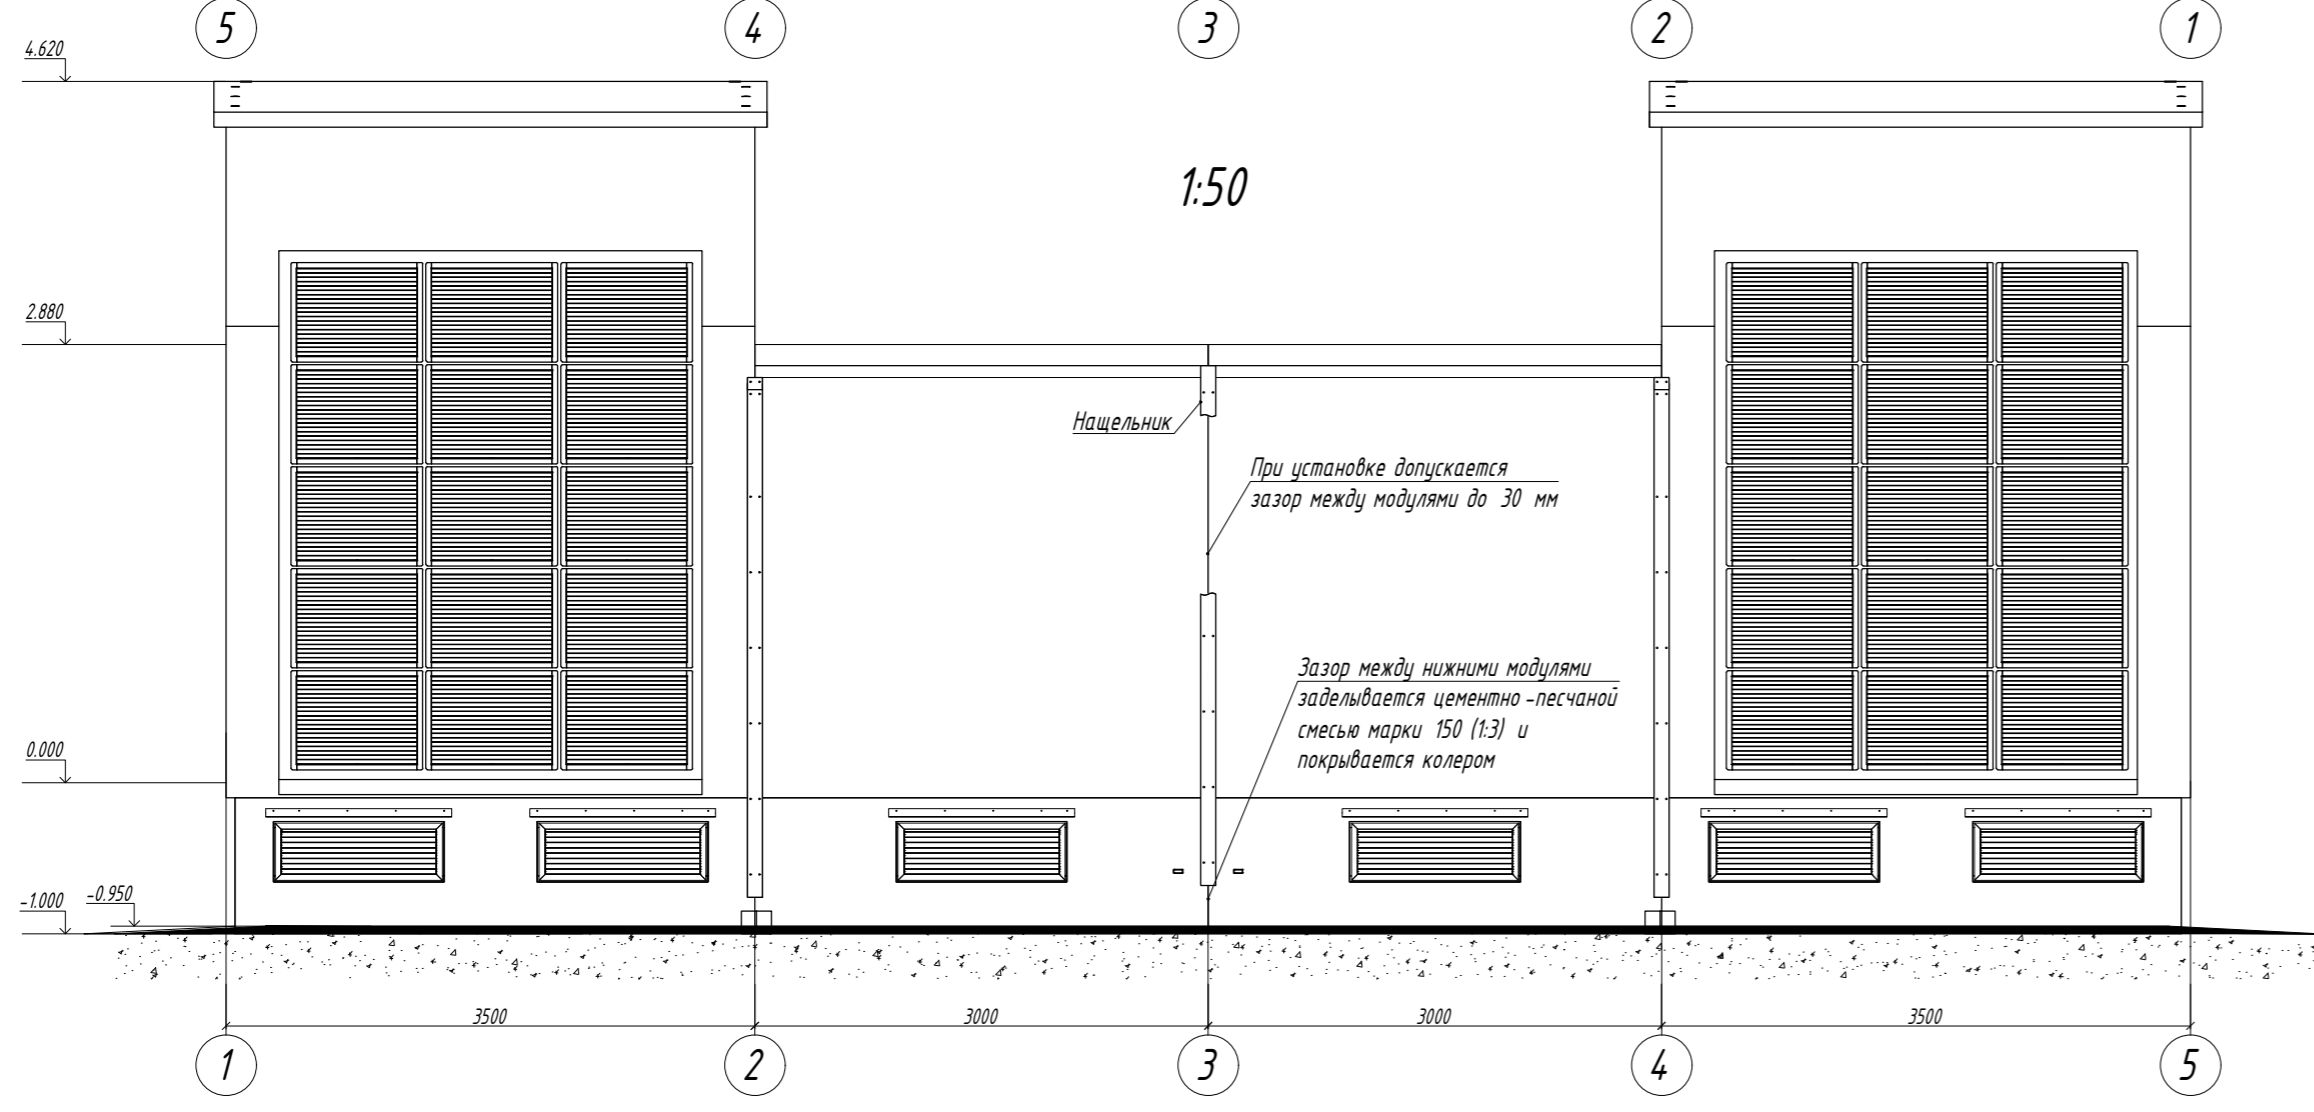 5 4 3 2 1
4.620
1:50
2.880
Нащельник
При установке допускается
зазор между модулями до 30 мм
Зазор между нижними модулями
заделывается цементно-песчаной
смесью марки 150 (1:3) и
покрывается колером
0.000
-0.950
-1.000
3500 3000 3000 3500
1 2 3 4 5